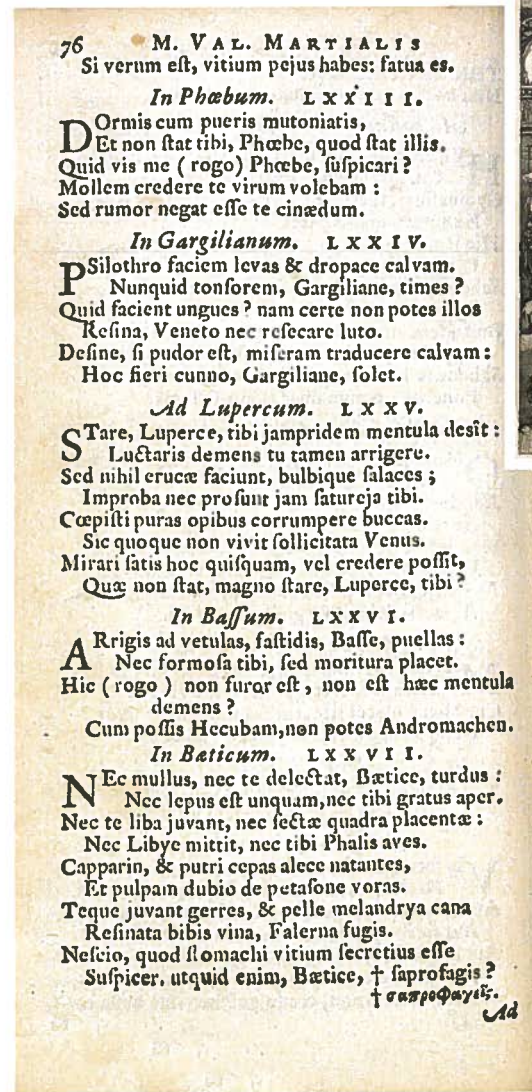 76 M. VAL. MARTIALIS
Si verum eſt, vitium pejus habes: fatua es.
In Phœbum. LXXIII.
DOrmis cum pueris mutoniatis,
Et non ſtat tibi, Phœbe, quod ſtat illis.
Quid vis me ( rogo) Phœbe, ſuſpicari ?
Mollem credere te virum volebam :
Sed rumor negat eſſe te cinædum.
In Gargilianum. LXXIV.
PSilothro faciem levas & dropace calvam.
Nunquid tonſorem, Gargiliane, times ?
Quid facient ungues ? nam certe non potes illos
Reſina, Veneto nec reſecare luto.
Deſine, ſi pudor eſt, miſeram traducere calvam :
Hoc fieri cunno, Gargiliane, ſolet.
Ad Lupercum. LXXV.
STare, Luperce, tibi jampridem mentula desît :
Luctaris demens tu tamen arrigere.
Sed nihil erucæ faciunt, bulbique ſalaces ;
Improba nec proſunt jam ſatureja tibi.
Cœpiſti puras opibus corrumpere buccas.
Sic quoque non vivit ſollicitata Venus.
Mirari ſatis hoc quiſquam, vel credere poſſit,
Quæ non ſtat, magno ſtare, Luperce, tibi ?
In Baſſum. LXXVI.
ARrigis ad vetulas, faſtidis, Baſſe, puellas :
Nec formoſa tibi, ſed moritura placet.
Hic ( rogo ) non furor eſt , non eſt hæc mentula
demens ?
Cum poſſis Hecubam, non potes Andromachen.
In Bæticum. LXXVII.
NEc mullus, nec te delectat, Bætice, turdus :
Nec lepus eſt unquam, nec tibi gratus aper.
Nec te liba juvant, nec ſectæ quadra placentæ :
Nec Libye mittit, nec tibi Phaſis aves.
Capparin, & putri cepas alece natantes,
Et pulpam dubio de petaſone voras.
Teque juvant gerres, & pelle melandrya cana
Reſinata bibis vina, Falerna fugis.
Neſcio, quod ſtomachi vitium ſecretius eſſe
Suſpicer. utquid enim, Bætice, † ſaprofagis ?
† σαπροφαγεῖς.
Ad